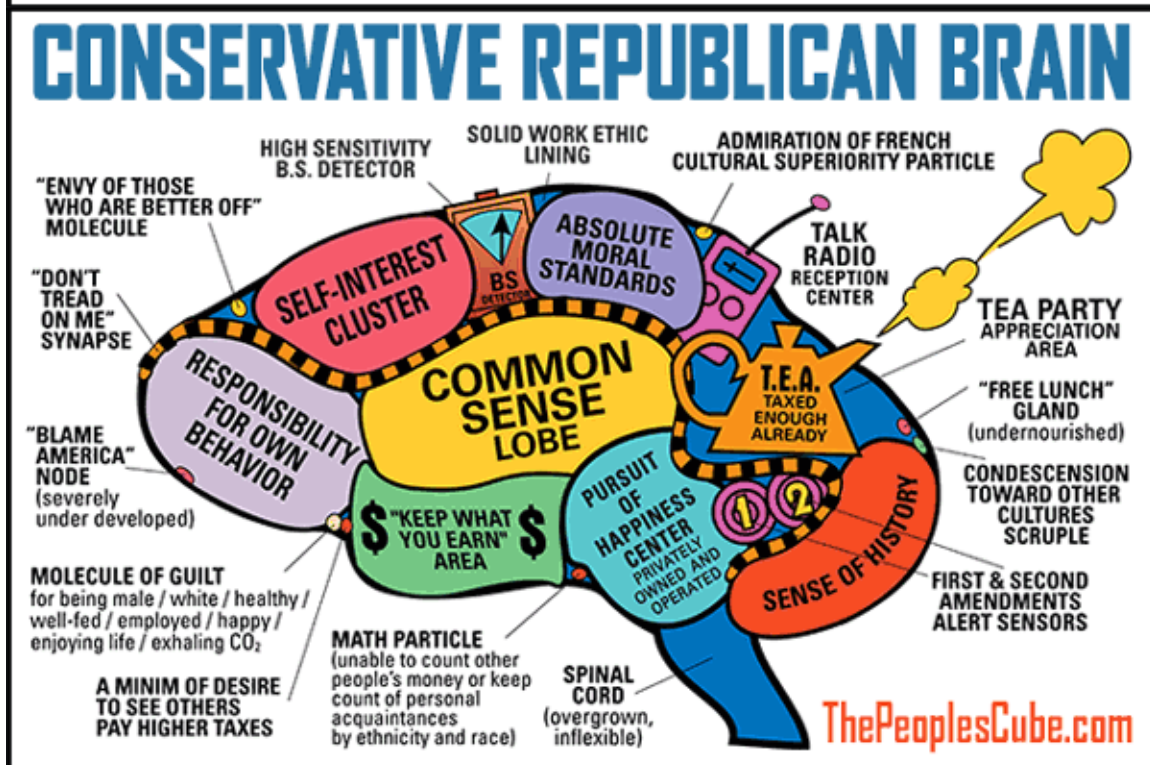 CONSERVATIVE REPUBLICAN BRAIN
HIGH SENSITIVITY
B.S. DETECTOR
SOLID WORK ETHIC
LINING
ADMIRATION OF FRENCH
CULTURAL SUPERIORITY PARTICLE
"ENVY OF THOSE
WHO ARE BETTER OFF"
MOLECULE
"DON'T
TREAD
ON ME"
SYNAPSE
SELF-INTEREST
CLUSTER
BS
DETECTOR
ABSOLUTE
MORAL
STANDARDS
TALK
RADIO
RECEPTION
CENTER
TEA PARTY
APPRECIATION
AREA
RESPONSIBILITY
FOR OWN
BEHAVIOR
COMMON
SENSE
LOBE
T.E.A.
TAXED
ENOUGH
ALREADY
"FREE LUNCH"
GLAND
(undernourished)
"BLAME
AMERICA"
NODE
(severely
under developed)
$ "KEEP WHAT $
YOU EARN"
AREA
PURSUIT
OF
HAPPINESS
CENTER
PRIVATELY
OWNED AND
OPERATED
1 2
SENSE OF HISTORY
CONDESCENSION
TOWARD OTHER
CULTURES
SCRUPLE
FIRST & SECOND
AMENDMENTS
ALERT SENSORS
MOLECULE OF GUILT
for being male / white / healthy /
well-fed / employed / happy /
enjoying life / exhaling CO₂
A MINIM OF DESIRE
TO SEE OTHERS
PAY HIGHER TAXES
MATH PARTICLE
(unable to count other
people's money or keep
count of personal
acquaintances
by ethnicity and race)
SPINAL
CORD
(overgrown,
inflexible)
ThePeoplesCube.com